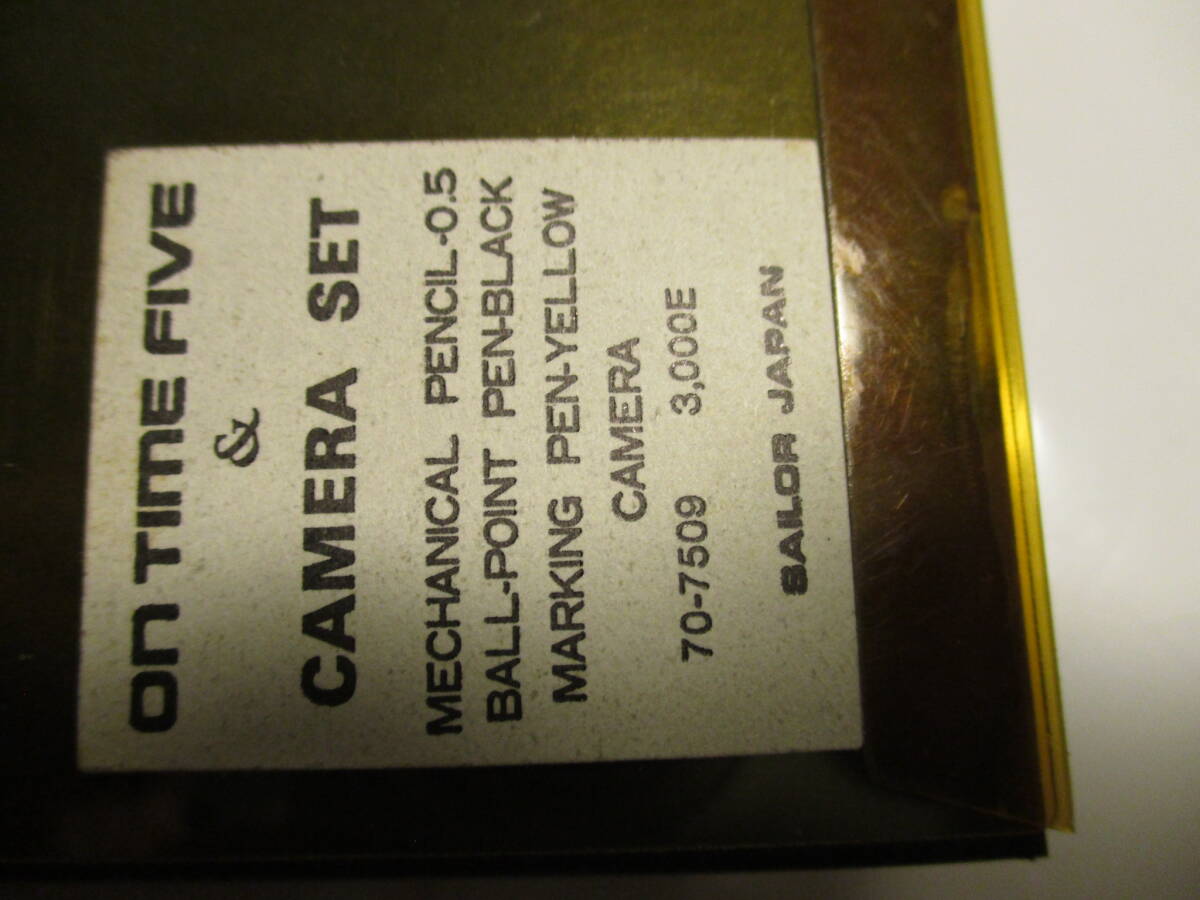 ON TIME FIVE
&
CAMERA SET
MECHANICAL PENCIL-0.5
BALL-POINT PEN-BLACK
MARKING PEN-YELLOW
CAMERA
70-7509 3,000E
SAILOR JAPAN